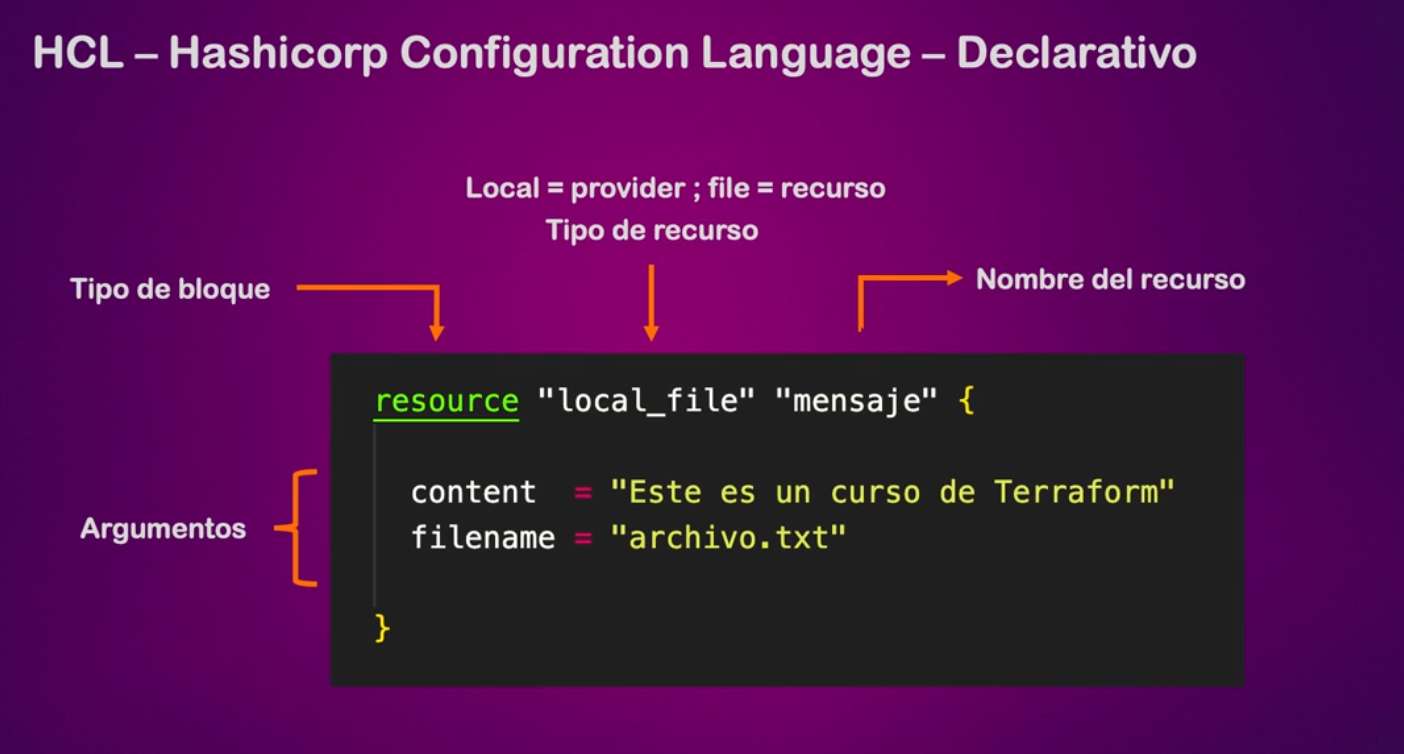 HCL – Hashicorp Configuration Language – Declarativo
Local = provider ; file = recurso
Tipo de recurso
Tipo de bloque
Nombre del recurso
resource "local_file" "mensaje" {
Argumentos
content = "Este es un curso de Terraform"
filename = "archivo.txt"
}